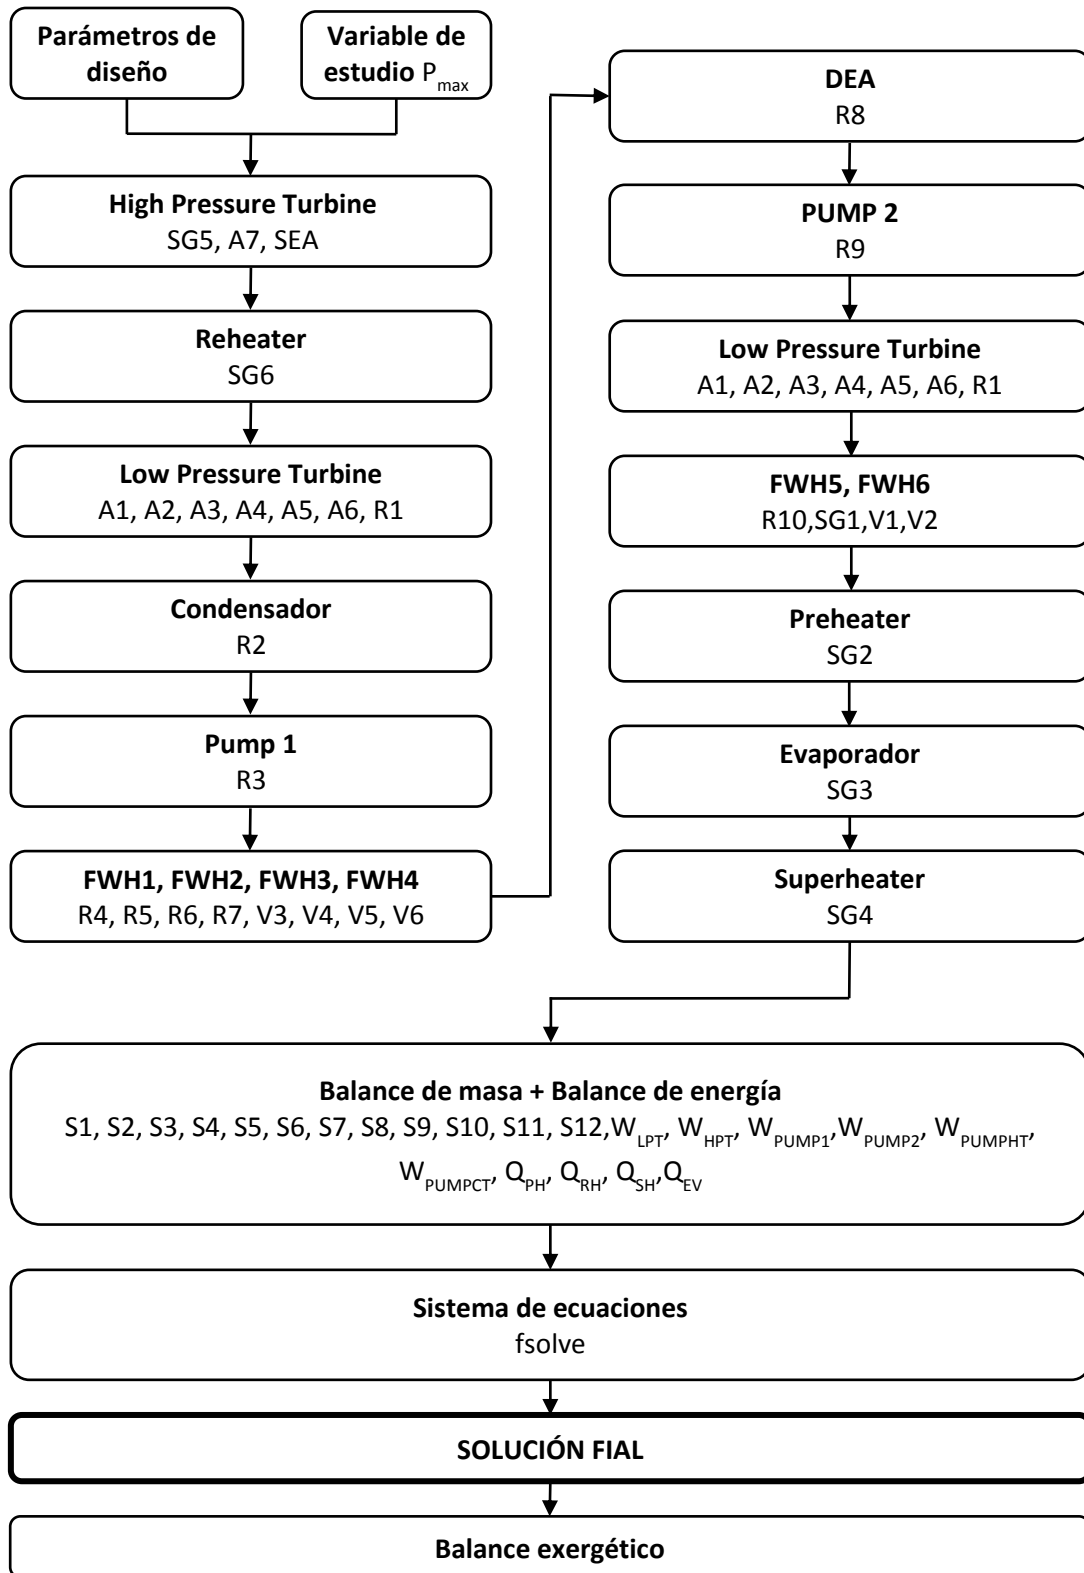 Parámetros de
diseño
Variable de
estudio Pmax
High Pressure Turbine
SG5, A7, SEA
Reheater
SG6
Low Pressure Turbine
A1, A2, A3, A4, A5, A6, R1
Condensador
R2
Pump 1
R3
FWH1, FWH2, FWH3, FWH4
R4, R5, R6, R7, V3, V4, V5, V6
DEA
R8
PUMP 2
R9
Low Pressure Turbine
A1, A2, A3, A4, A5, A6, R1
FWH5, FWH6
R10,SG1,V1,V2
Preheater
SG2
Evaporador
SG3
Superheater
SG4
Balance de masa + Balance de energía
S1, S2, S3, S4, S5, S6, S7, S8, S9, S10, S11, S12,WLPT, WHPT, WPUMP1,WPUMP2, WPUMPHT,
WPUMPCT, QPH, QRH, QSH,QEV
Sistema de ecuaciones
fsolve
SOLUCIÓN FIAL
Balance exergético